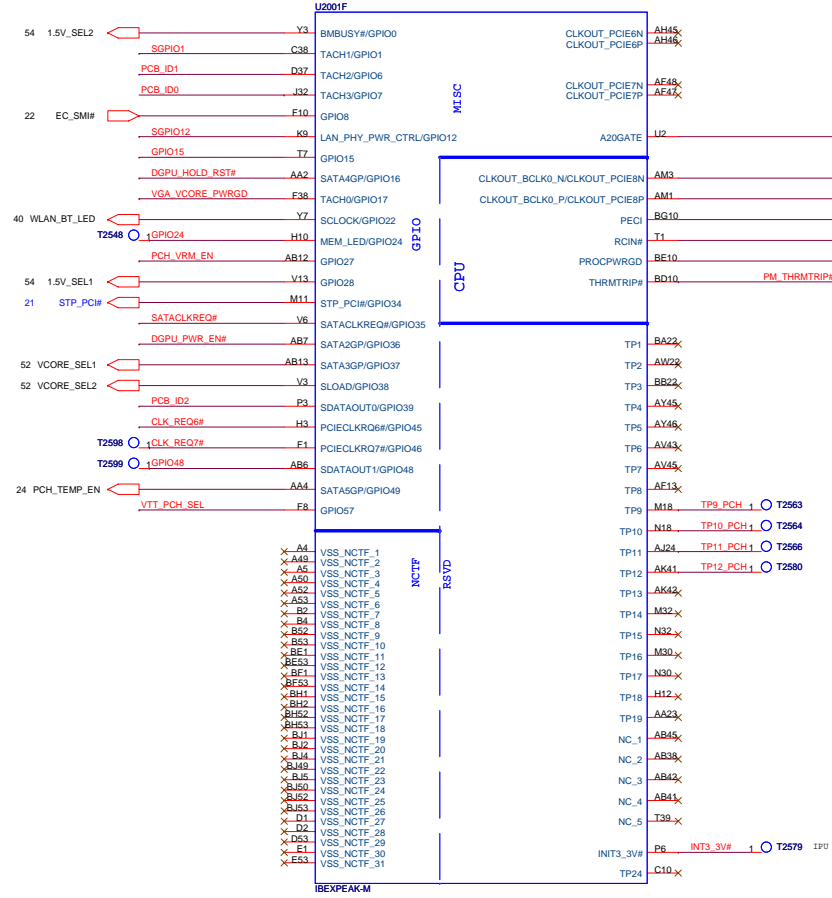 U2001F
54 1.5V_SEL2 Y3 BMBUSY#/GPIO0 CLKOUT_PCIE6N AH45
CLKOUT_PCIE6P AH46
SGPIO1 C38 TACH1/GPIO1
PCB_ID1 D37 TACH2/GPIO6
CLKOUT_PCIE7N AF48
PCB_ID0 J32 TACH3/GPIO7 CLKOUT_PCIE7P AF47
MISC
22 EC_SMI# F10 GPIO8
SGPIO12 K9 LAN_PHY_PWR_CTRL/GPIO12 A20GATE U2
GPIO15 T7 GPIO15
DGPU_HOLD_RST# AA2 SATA4GP/GPIO16 CLKOUT_BCLK0_N/CLKOUT_PCIE8N AM3
VGA_VCORE_PWRGD F38 TACH0/GPIO17 CLKOUT_BCLK0_P/CLKOUT_PCIE8P AM1
40 WLAN_BT_LED Y7 SCLOCK/GPIO22 PECI BG10
GPIO
T2548 1 GPIO24 H10 MEM_LED/GPIO24 RCIN# T1
PCH_VRM_EN AB12 GPIO27 PROCPWRGD BE10
CPU
54 1.5V_SEL1 V13 GPIO28 THRMTRIP# BD10 PM_THRMTRIP#
21 STP_PCI# M11 STP_PCI#/GPIO34
SATACLKREQ# V6 SATACLKREQ#/GPIO35
DGPU_PWR_EN# AB7 SATA2GP/GPIO36 TP1 BA22
52 VCORE_SEL1 AB13 SATA3GP/GPIO37 TP2 AW22
52 VCORE_SEL2 V3 SLOAD/GPIO38 TP3 BB22
PCB_ID2 P3 SDATAOUT0/GPIO39 TP4 AY45
CLK_REQ6# H3 PCIECLKRQ6#/GPIO45 TP5 AY46
T2598 1 CLK_REQ7# F1 PCIECLKRQ7#/GPIO46 TP6 AV43
T2599 1 GPIO48 AB6 SDATAOUT1/GPIO48 TP7 AV45
24 PCH_TEMP_EN AA4 SATA5GP/GPIO49 TP8 AF13
VTT_PCH_SEL F8 GPIO57 TP9 M18 TP9_PCH 1 T2563
TP10 N18 TP10_PCH 1 T2564
A4 VSS_NCTF_1 TP11 AJ24 TP11_PCH 1 T2566
A49 VSS_NCTF_2
A5 VSS_NCTF_3 TP12 AK41 TP12_PCH 1 T2580
NCTF
RSVD
A50 VSS_NCTF_4
A52 VSS_NCTF_5 TP13 AK42
A53 VSS_NCTF_6
B2 VSS_NCTF_7 TP14 M32
B4 VSS_NCTF_8
B52 VSS_NCTF_9 TP15 N32
B53 VSS_NCTF_10
BE1 VSS_NCTF_11 TP16 M30
BE53 VSS_NCTF_12
BF1 VSS_NCTF_13 TP17 N30
BF53 VSS_NCTF_14
BH1 VSS_NCTF_15 TP18 H12
BH2 VSS_NCTF_16
BH52 VSS_NCTF_17 TP19 AA23
BH53 VSS_NCTF_18
BJ1 VSS_NCTF_19 NC_1 AB45
BJ2 VSS_NCTF_20
BJ4 VSS_NCTF_21 NC_2 AB38
BJ49 VSS_NCTF_22
BJ5 VSS_NCTF_23 NC_3 AB42
BJ50 VSS_NCTF_24
BJ52 VSS_NCTF_25 NC_4 AB41
BJ53 VSS_NCTF_26
D1 VSS_NCTF_27 NC_5 T39
D2 VSS_NCTF_28
D53 VSS_NCTF_29
E1 VSS_NCTF_30 INIT3_3V# P6 INT3_3V# 1 T2579 IPU
E53 VSS_NCTF_31
TP24 C10
IBEXPEAK-M